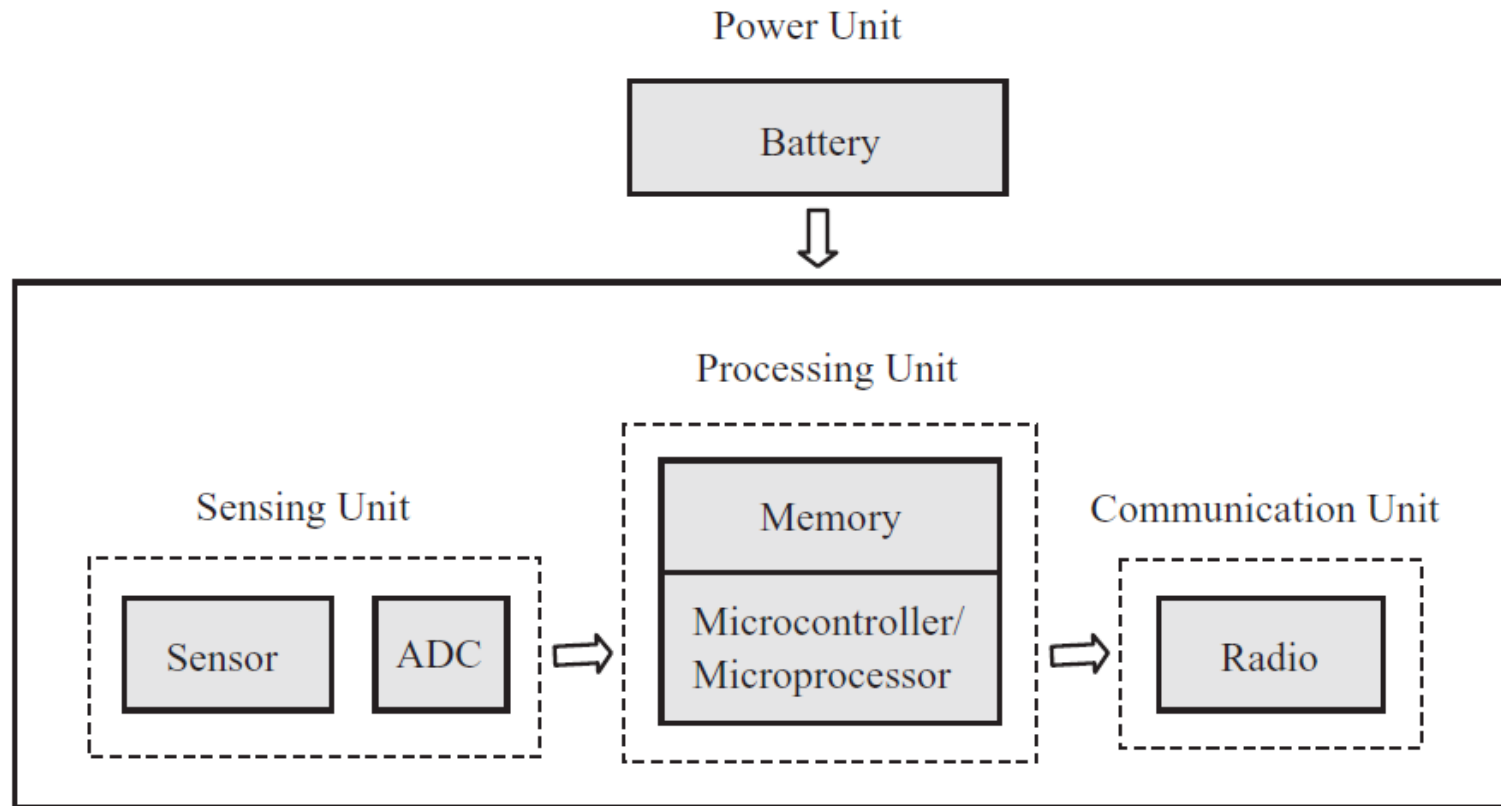 Power Unit
Battery
Processing Unit
Sensing Unit
Memory
Communication Unit
Sensor
ADC
Microcontroller/
Microprocessor
Radio